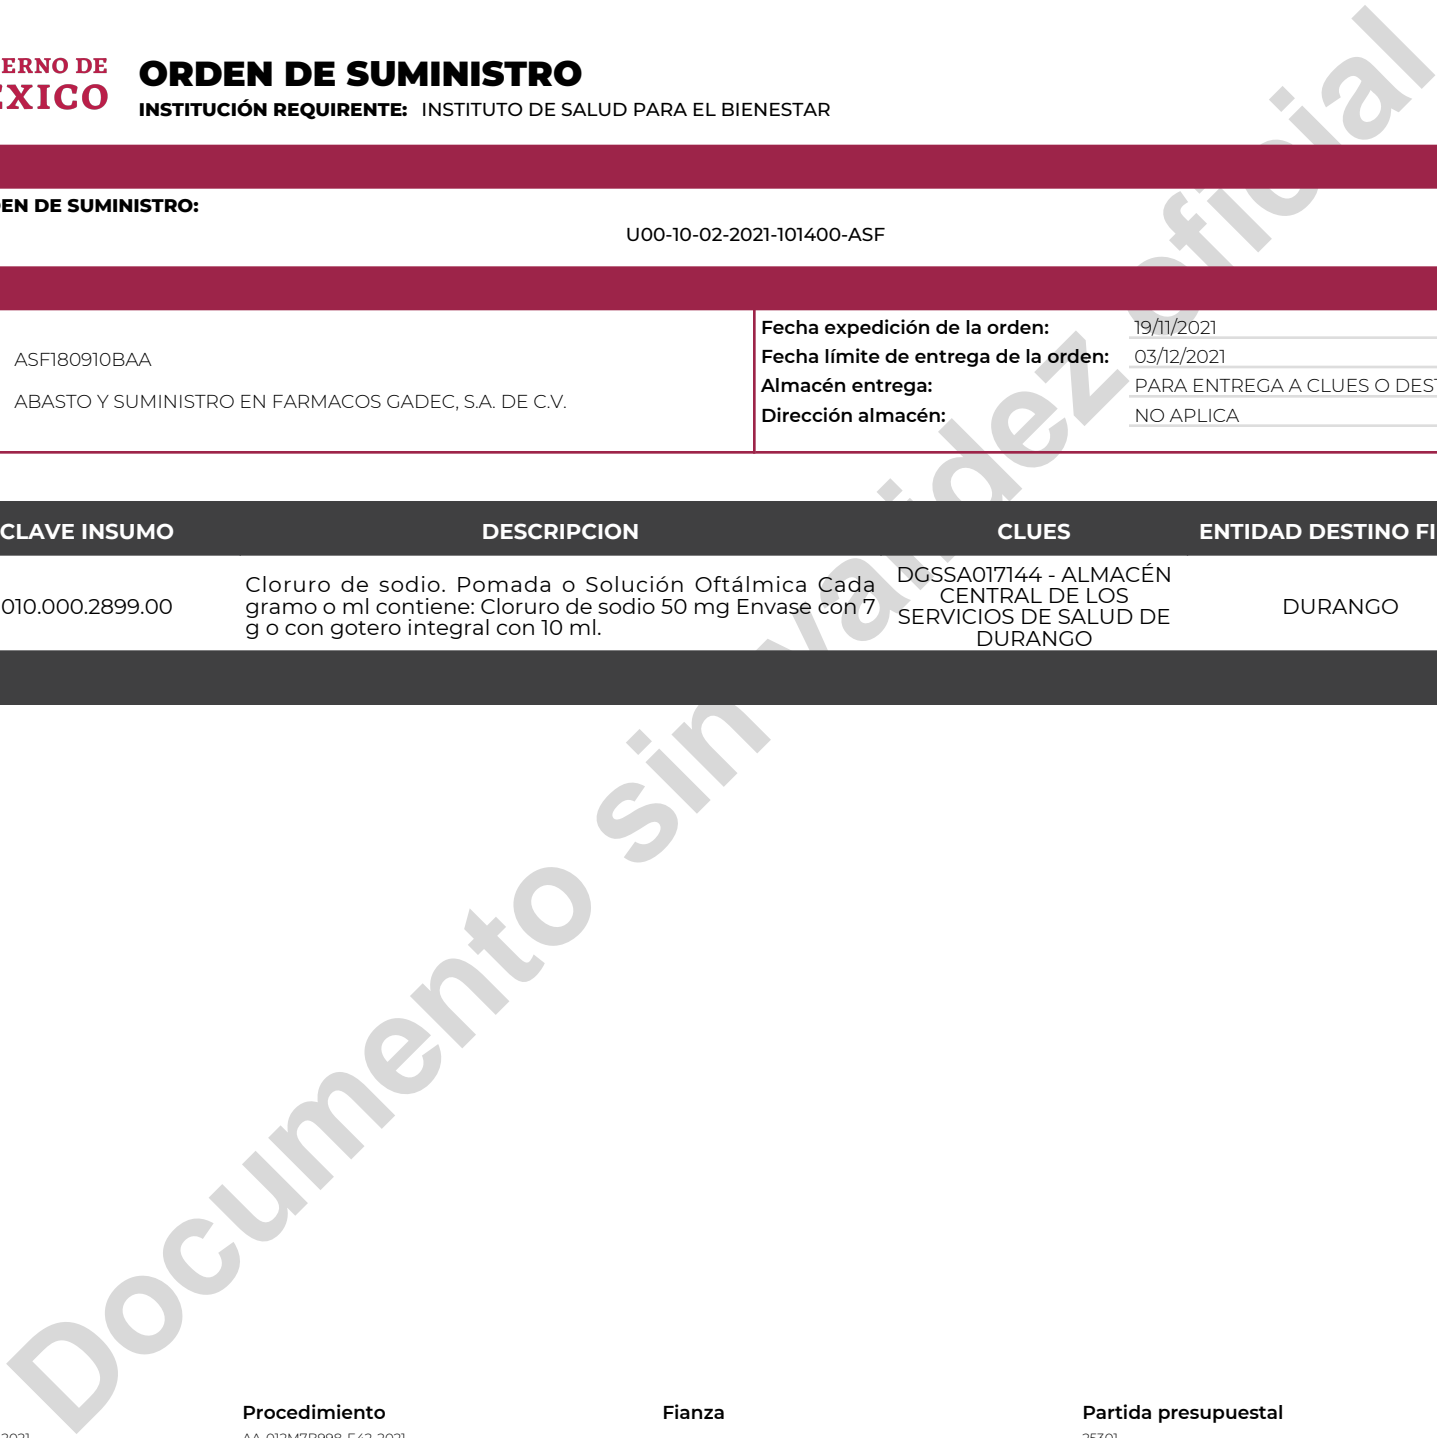 ERNO DE
EXICO
ORDEN DE SUMINISTRO
INSTITUCIÓN REQUIRENTE: INSTITUTO DE SALUD PARA EL BIENESTAR
EN DE SUMINISTRO:
U00-10-02-2021-101400-ASF
ASF180910BAA
ABASTO Y SUMINISTRO EN FARMACOS GADEC, S.A. DE C.V.
Fecha expedición de la orden: 19/11/2021
Fecha límite de entrega de la orden: 03/12/2021
Almacén entrega: PARA ENTREGA A CLUES O DEST
Dirección almacén: NO APLICA
CLAVE INSUMO DESCRIPCION CLUES ENTIDAD DESTINO FI
010.000.2899.00
Cloruro de sodio. Pomada o Solución Oftálmica Cada
gramo o ml contiene: Cloruro de sodio 50 mg Envase con 7
g o con gotero integral con 10 ml.
DGSSA017144 - ALMACÉN
CENTRAL DE LOS
SERVICIOS DE SALUD DE
DURANGO
DURANGO
Documento sin validez oficial
Procedimiento Fianza Partida presupuestal